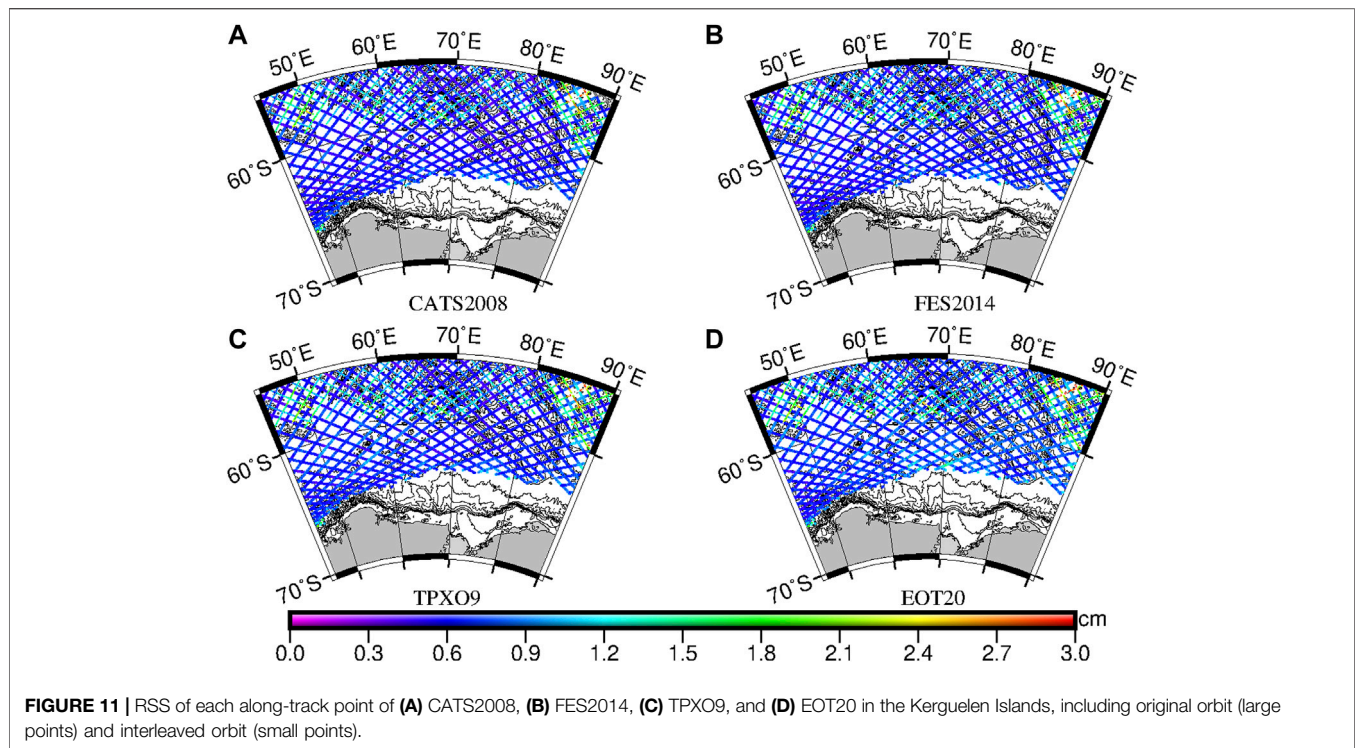 A
B
50°E
60°E
70°E
80°E
90°E
50°E
60°E
70°E
80°E
90°E
60°S
60°S
70°S
70°S
CATS2008
FES2014
C
D
50°E
60°E
70°E
80°E
90°E
50°E
60°E
70°E
80°E
90°E
60°S
60°S
70°S
70°S
TPXO9
EOT20
cm
0.0 0.3 0.6 0.9 1.2 1.5 1.8 2.1 2.4 2.7 3.0
FIGURE 11 | RSS of each along-track point of (A) CATS2008, (B) FES2014, (C) TPXO9, and (D) EOT20 in the Kerguelen Islands, including original orbit (large
points) and interleaved orbit (small points).